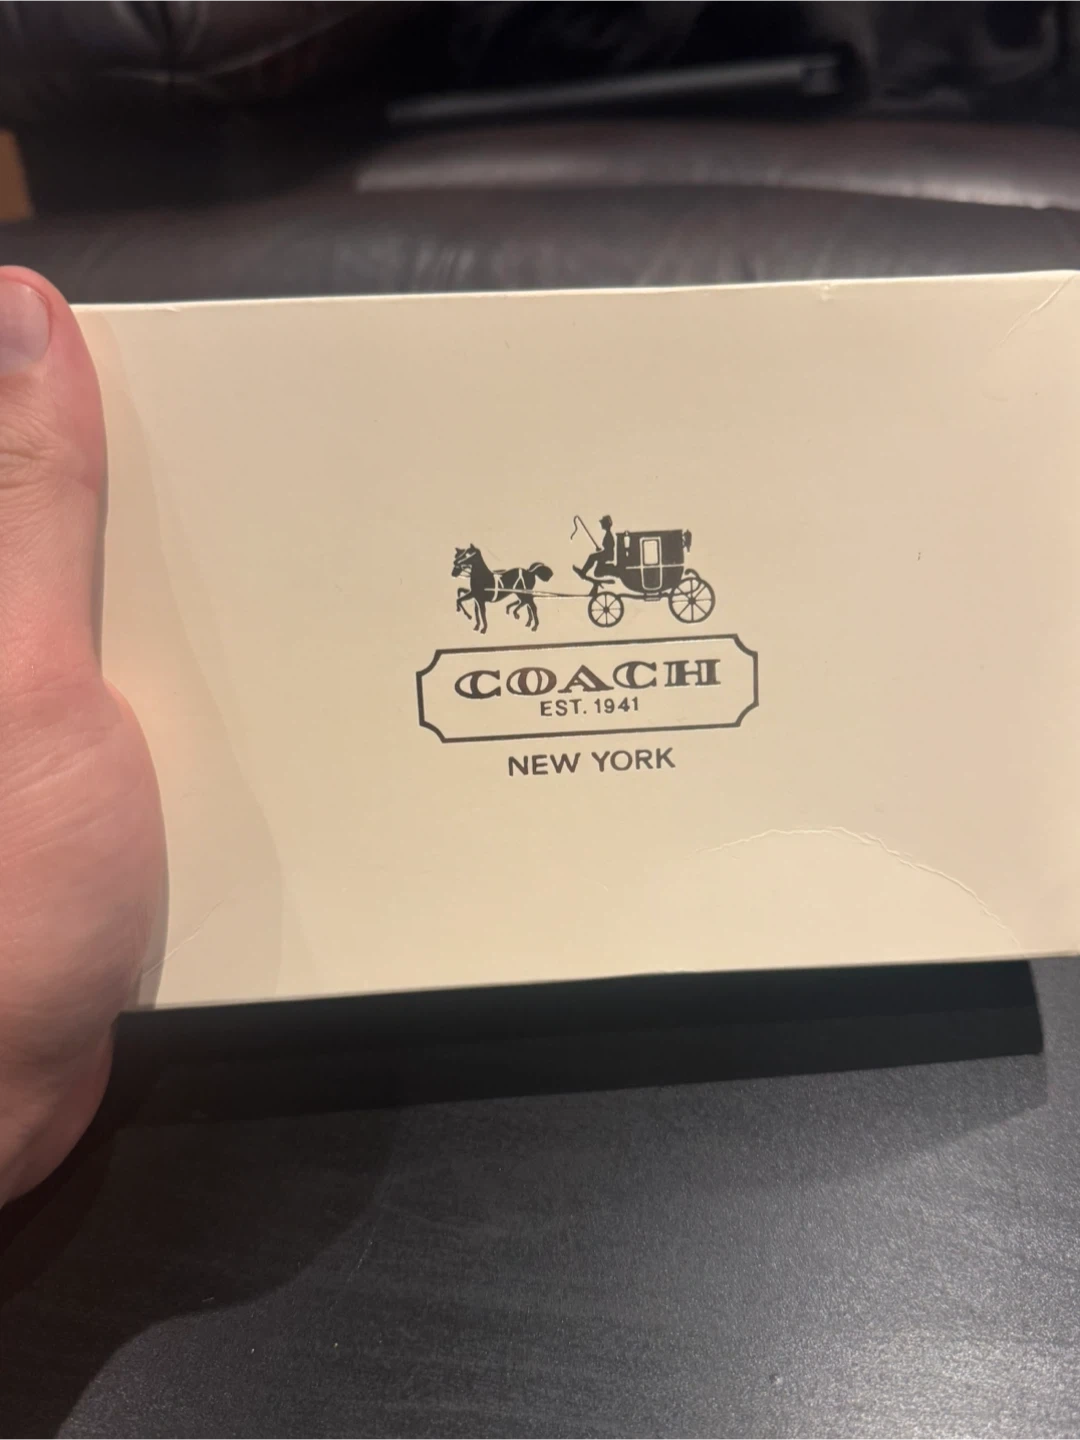 COACH
EST. 1941
NEW YORK